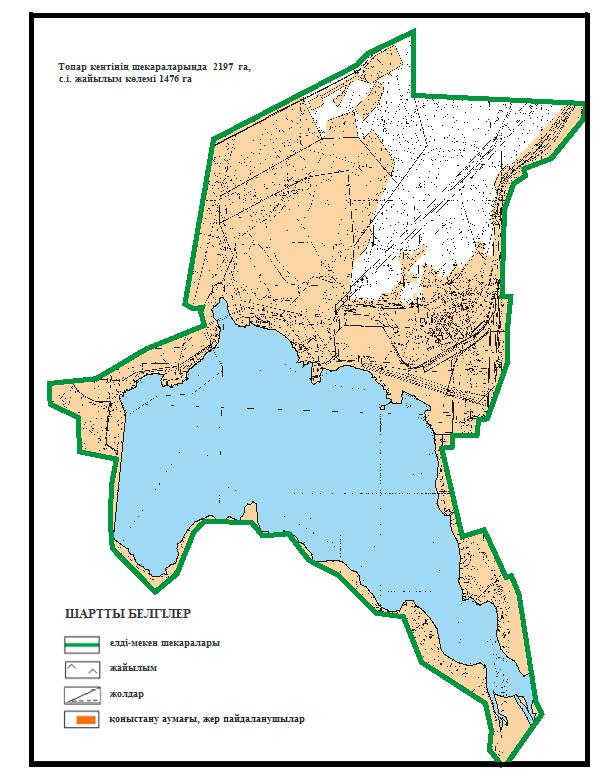 Топар кентінің шекараларында 2197 га,
с.і. жайылым көлемі 1476 га
ШАРТТЫ БЕЛГІЛЕР
елді-мекен шекаралары
жайылым
жолдар
қоныстану аумағы, жер пайдаланушылар